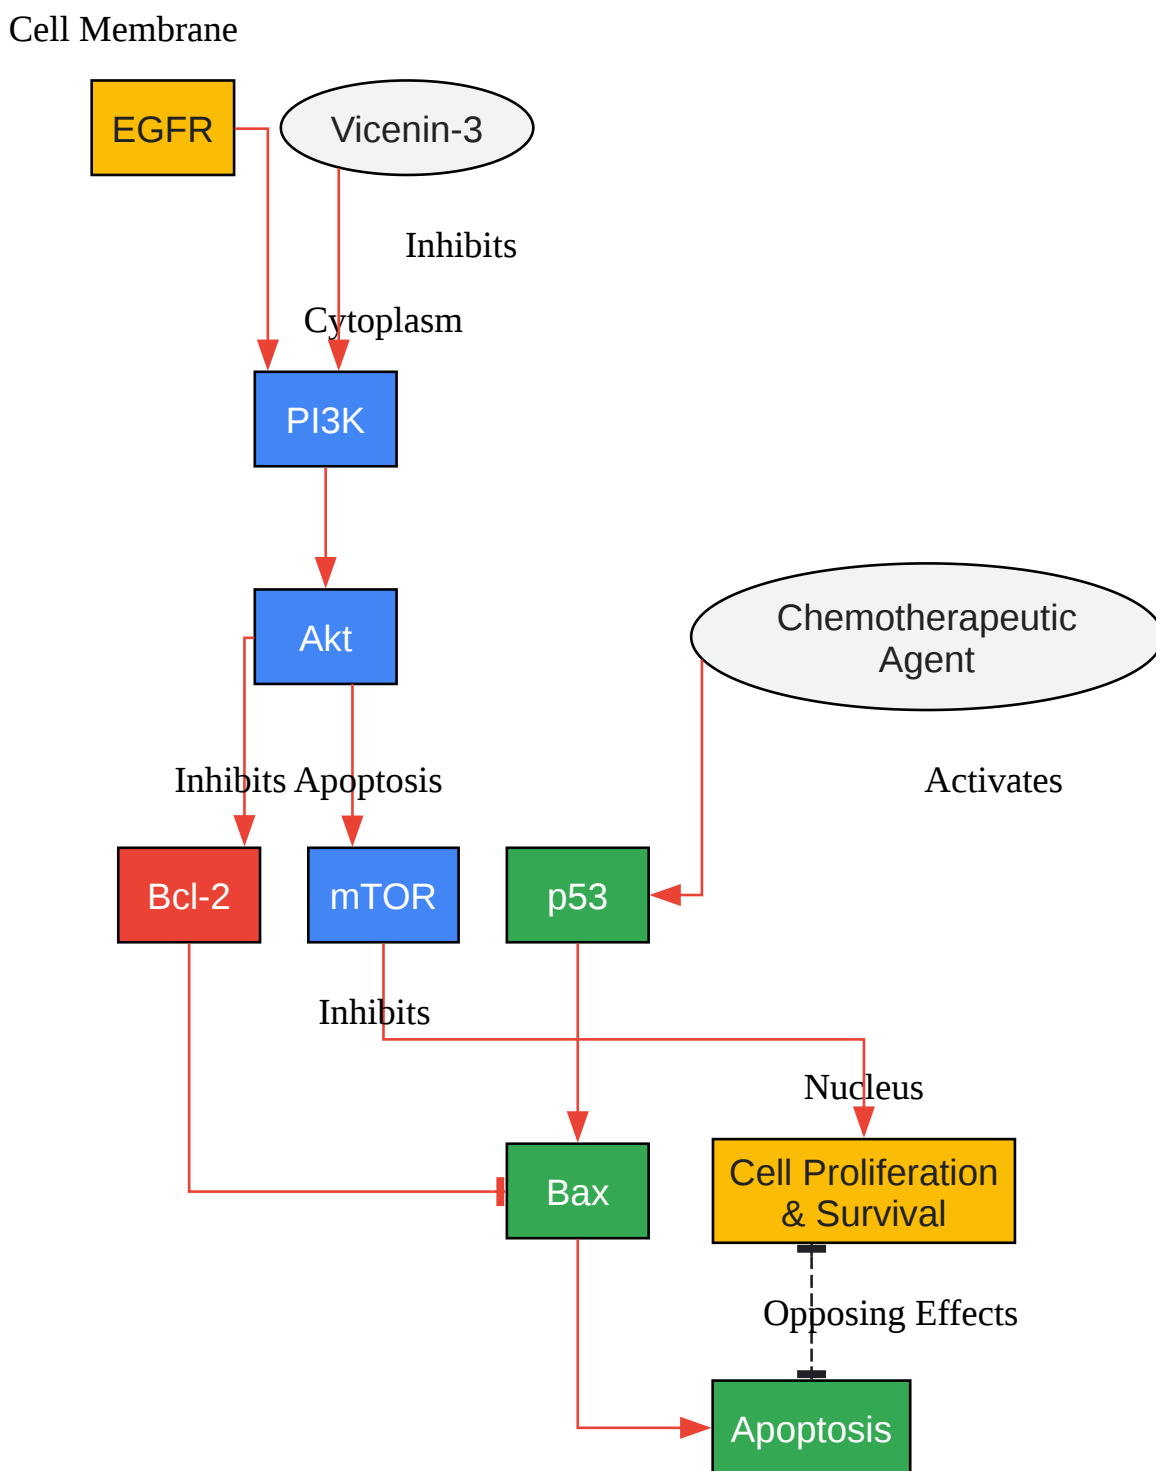 Cell Membrane
EGFR
Vicenin-3
Inhibits
Cytoplasm
PI3K
Akt
Chemotherapeutic
Agent
Inhibits Apoptosis
Activates
Bcl-2
mTOR
p53
Inhibits
Nucleus
Bax
Cell Proliferation
& Survival
Opposing Effects
Apoptosis